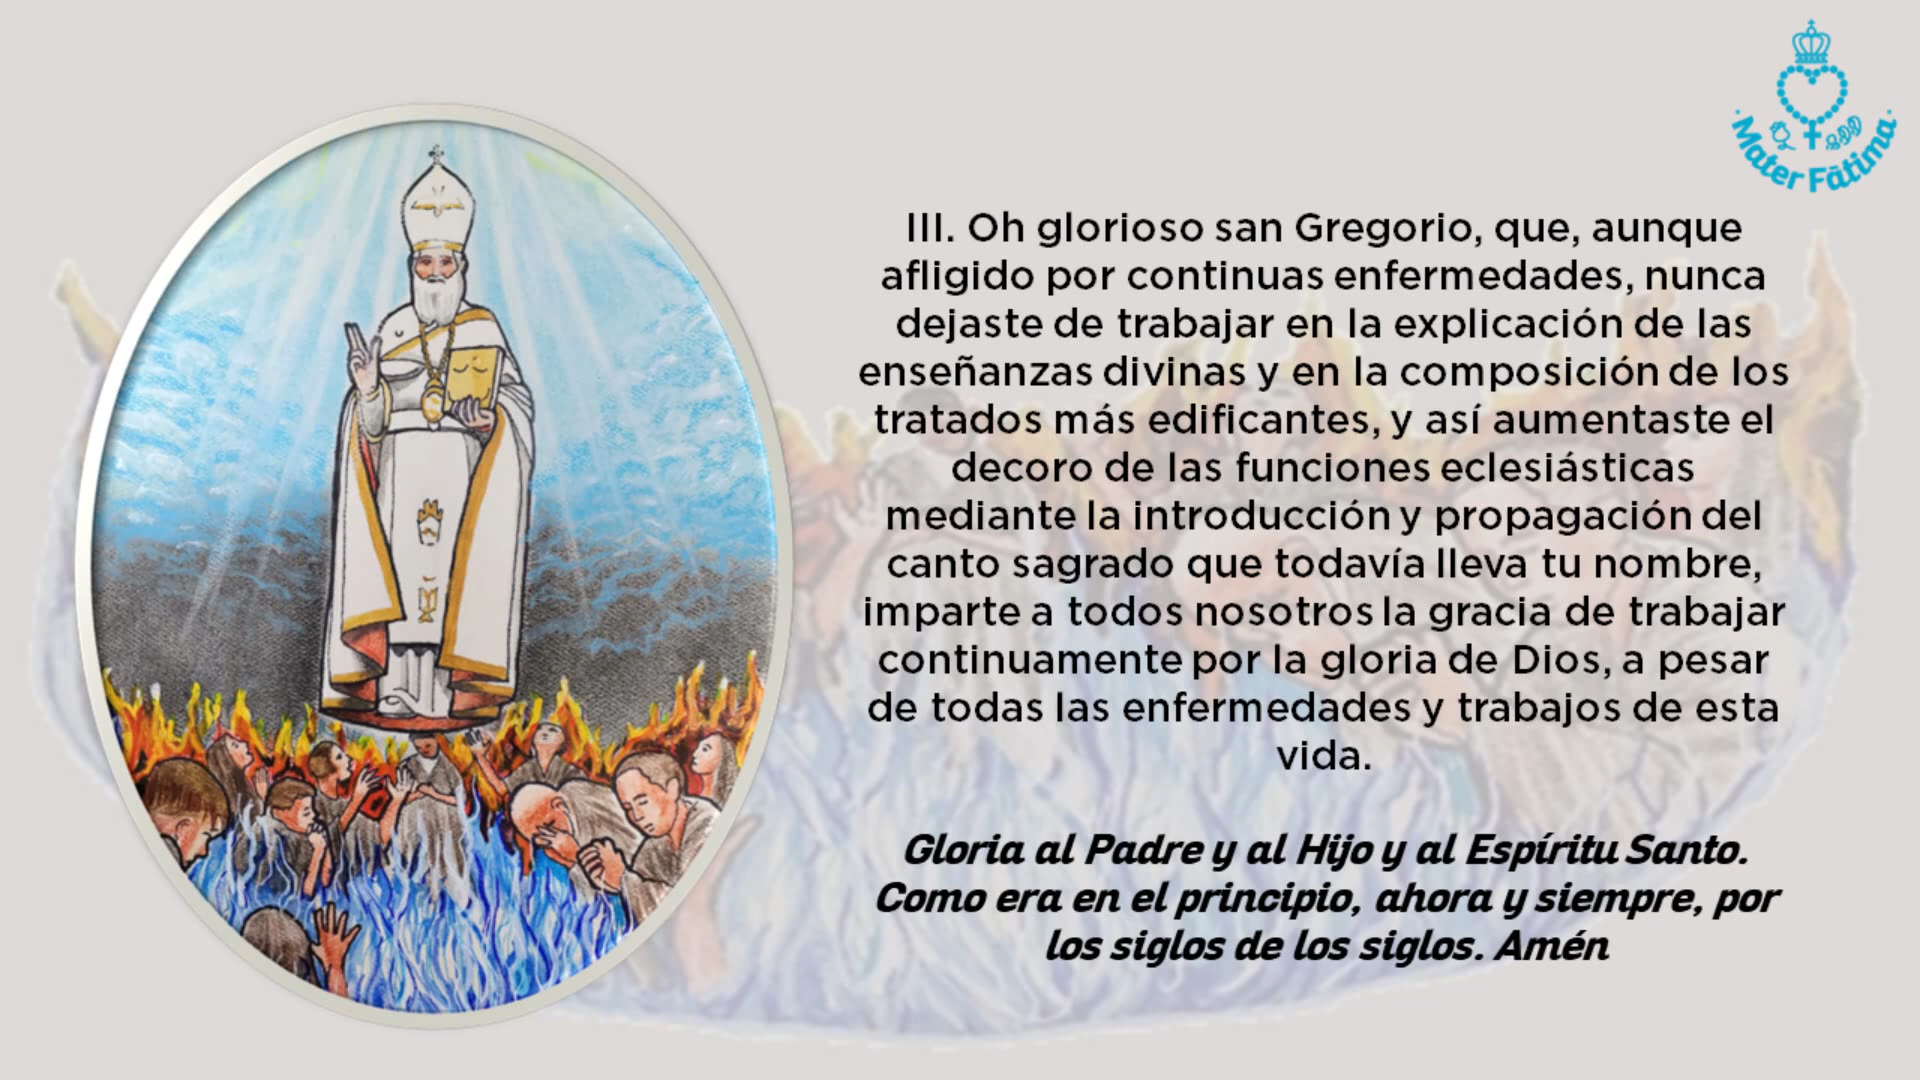 · Mater Fátima ·
III. Oh glorioso san Gregorio, que, aunque
afligido por continuas enfermedades, nunca
dejaste de trabajar en la explicación de las
enseñanzas divinas y en la composición de los
tratados más edificantes, y así aumentaste el
decoro de las funciones eclesiásticas
mediante la introducción y propagación del
canto sagrado que todavía lleva tu nombre,
imparte a todos nosotros la gracia de trabajar
continuamente por la gloria de Dios, a pesar
de todas las enfermedades y trabajos de esta
vida.
Gloria al Padre y al Hijo y al Espíritu Santo.
Como era en el principio, ahora y siempre, por
los siglos de los siglos. Amén